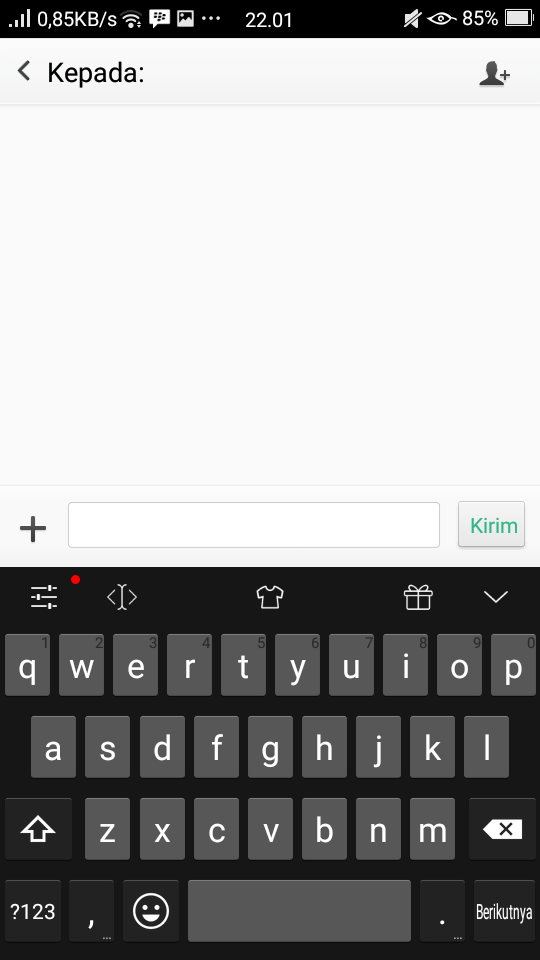 0,85KB/s 22.01 85%
Kepada:
Kirim
1 2 3 4 5 6 7 8 9 0
q w e r t y u i o p
a s d f g h j k l
z x c v b n m
?123 , ... . ... Berikutnya